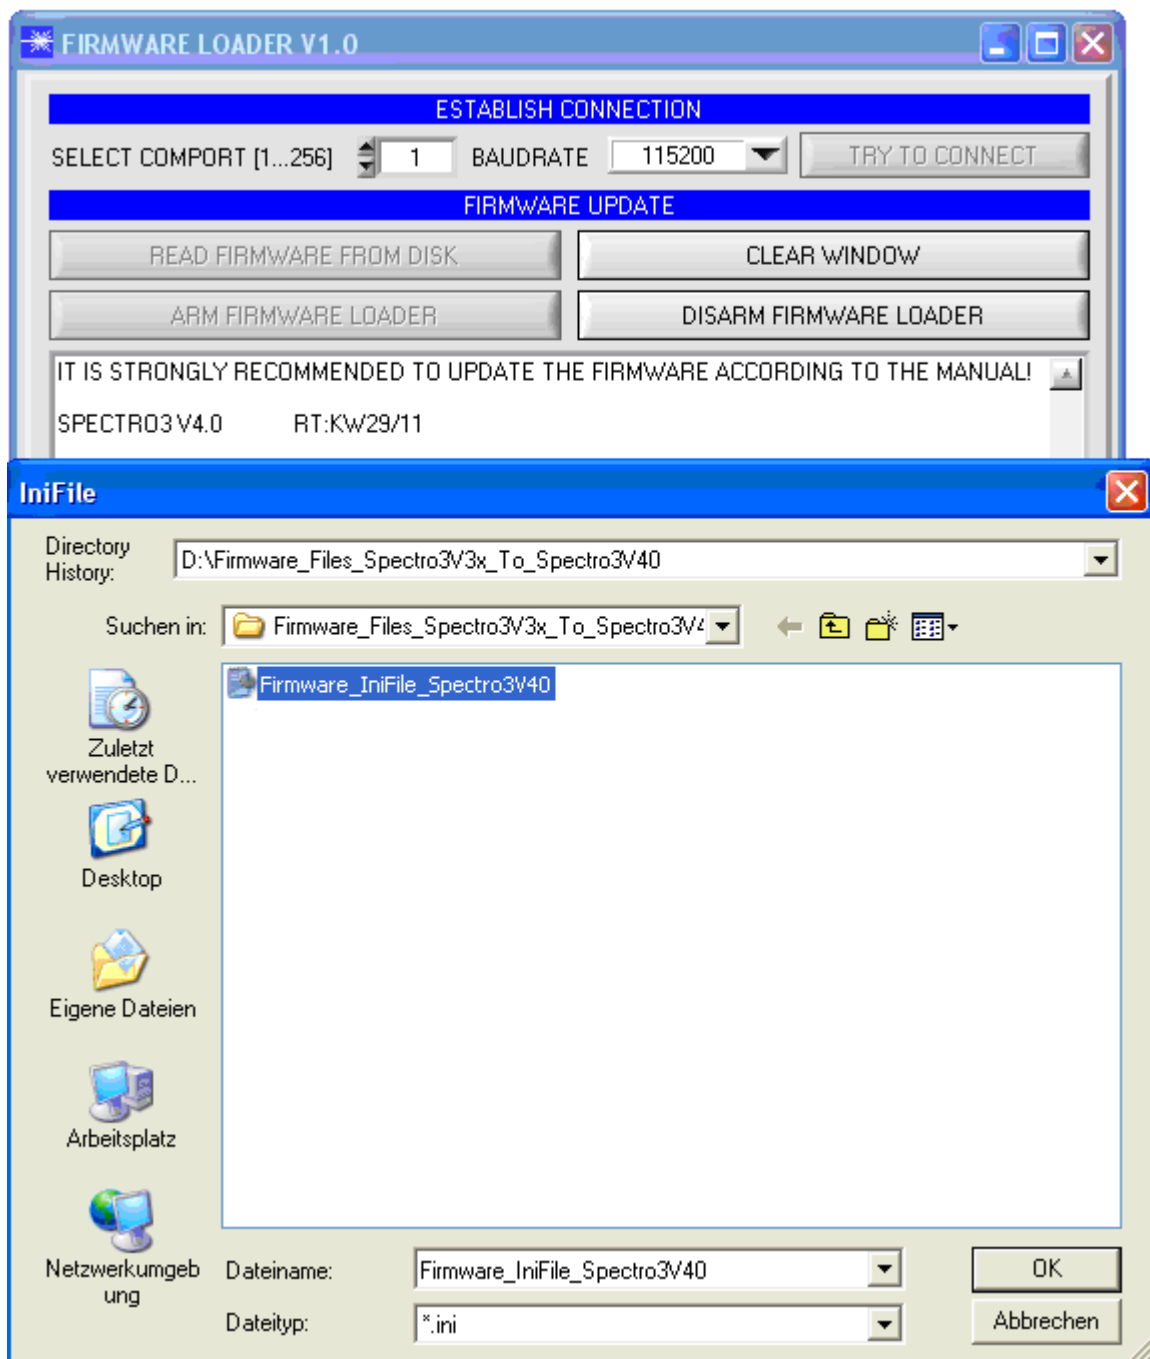 FIRMWARE LOADER V1.0
ESTABLISH CONNECTION
SELECT COMPORT [1...256] 1 BAUDRATE 115200 TRY TO CONNECT
FIRMWARE UPDATE
READ FIRMWARE FROM DISK CLEAR WINDOW
ARM FIRMWARE LOADER DISARM FIRMWARE LOADER
IT IS STRONGLY RECOMMENDED TO UPDATE THE FIRMWARE ACCORDING TO THE MANUAL!
SPECTRO3 V4.0 RT:KW29/11
IniFile
Directory History: D:\Firmware_Files_Spectro3V3x_To_Spectro3V40
Suchen in: Firmware_Files_Spectro3V3x_To_Spectro3V4
Firmware_IniFile_Spectro3V40
Zuletzt
verwendete D...
Desktop
Eigene Dateien
Arbeitsplatz
Netzwerkumgeb
ung
Dateiname: Firmware_IniFile_Spectro3V40 OK
Dateityp: *.ini Abbrechen